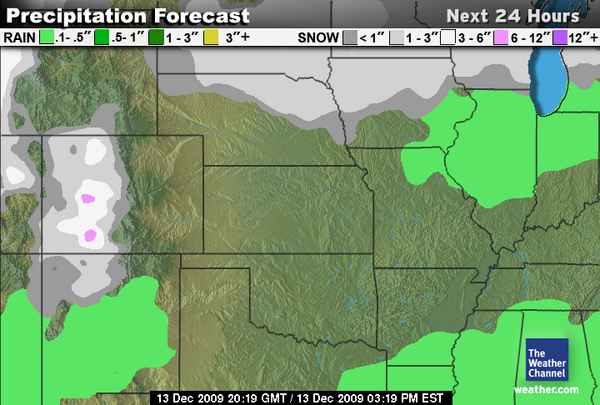 Precipitation Forecast Next 24 Hours
RAIN .1-.5″ .5-1″ 1-3″ 3″+ SNOW <1″ 1-3″ 3-6″ 6-12″ 12″+
The
Weather
Channel
weather.com
13 Dec 2009 20:19 GMT / 13 Dec 2009 03:19 PM EST